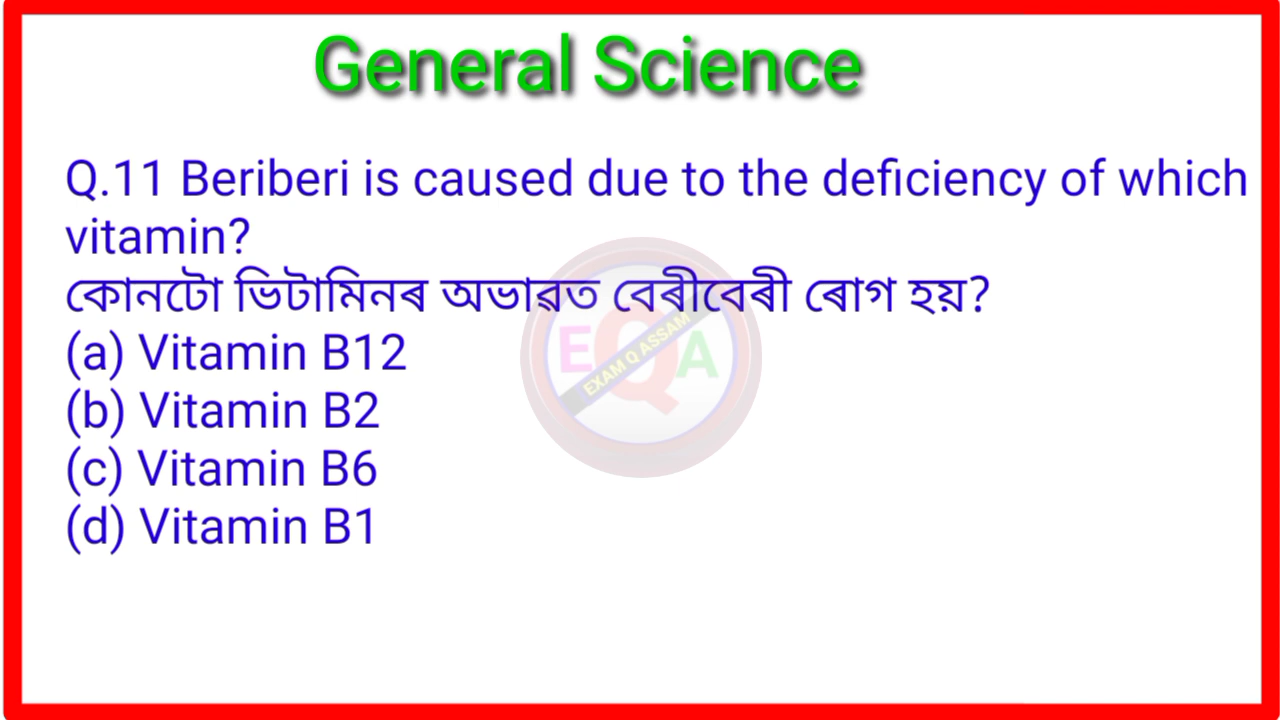 General Science
Q.11 Beriberi is caused due to the deficiency of which
vitamin?
কোনটো ভিটামিনৰ অভাৱত বেৰীবেৰী ৰোগ হয়?
(a) Vitamin B12
(b) Vitamin B2
(c) Vitamin B6
(d) Vitamin B1
EQA
EXAM Q ASSAM